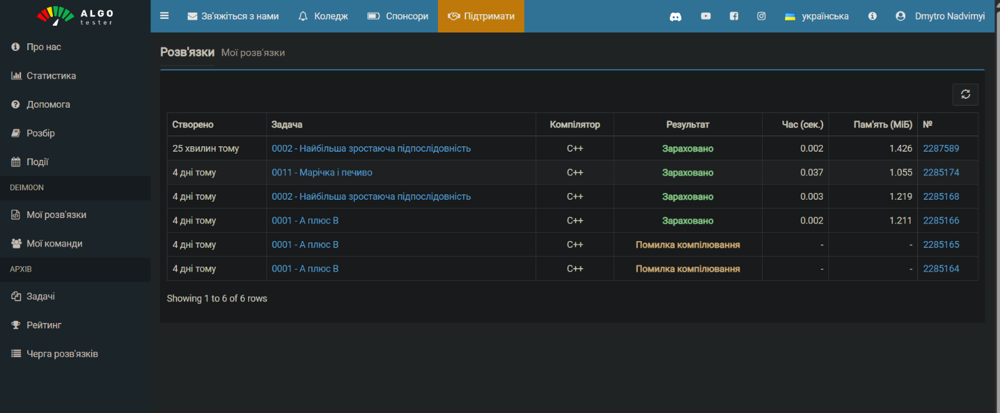 ALGO
tester
Зв'яжіться з нами Коледж Спонсори Підтримати українська Dmytro Nadvirnyi
Про нас
Статистика
Допомога
Розбір
Події
DEIM0ON
Мої розв'язки
Мої команди
АРХІВ
Задачі
Рейтинг
Черга розв'язків
Розв'язки Мої розв'язки
Створено Задача Компілятор Результат Час (сек.) Пам'ять (МіБ) №
25 хвилин тому 0002 - Найбільша зростаюча підпослідовність C++ Зараховано 0.002 1.426 2287589
4 дні тому 0011 - Марічка і печиво C++ Зараховано 0.037 1.055 2285174
4 дні тому 0002 - Найбільша зростаюча підпослідовність C++ Зараховано 0.003 1.219 2285168
4 дні тому 0001 - А плюс В C++ Зараховано 0.002 1.211 2285166
4 дні тому 0001 - А плюс В C++ Помилка компілювання - - 2285165
4 дні тому 0001 - А плюс В C++ Помилка компілювання - - 2285164
Showing 1 to 6 of 6 rows